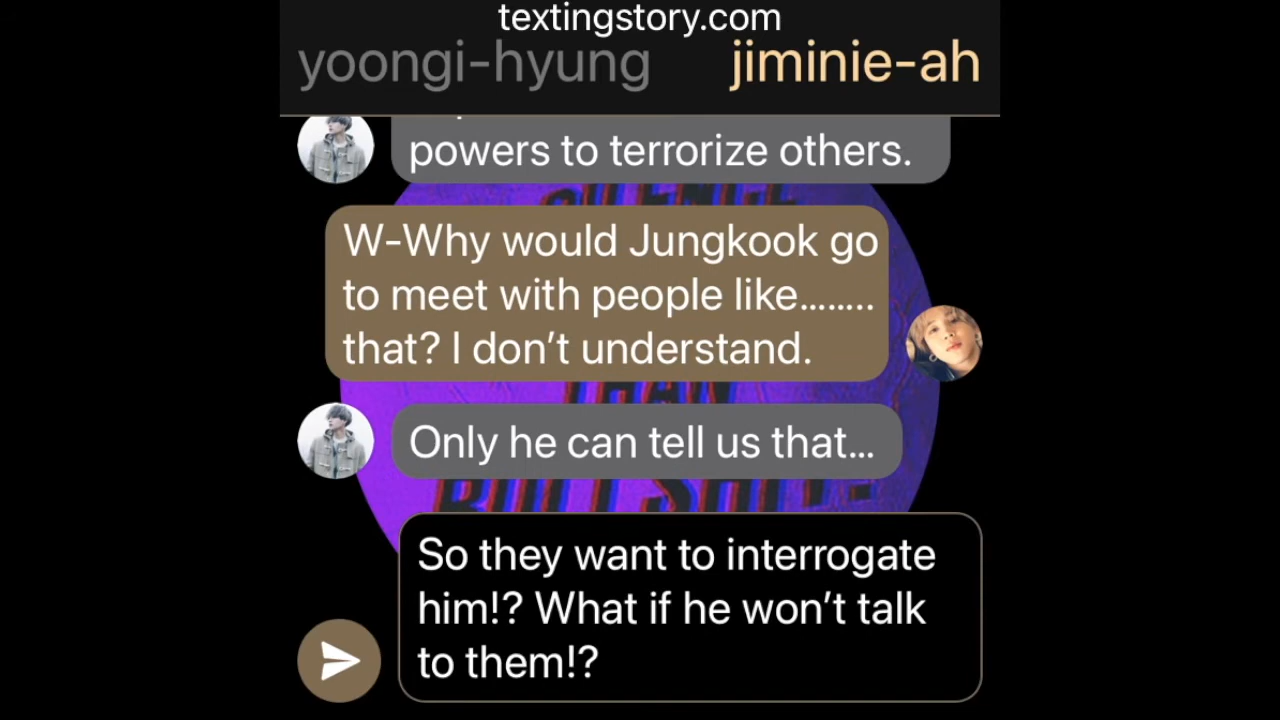 textingstory.com
yoongi-hyung jiminie-ah
powers to terrorize others.
W-Why would Jungkook go
to meet with people like........
that? I don’t understand.
THAN
Only he can tell us that...
BULLSHIT.
So they want to interrogate
him!? What if he won’t talk
to them!?